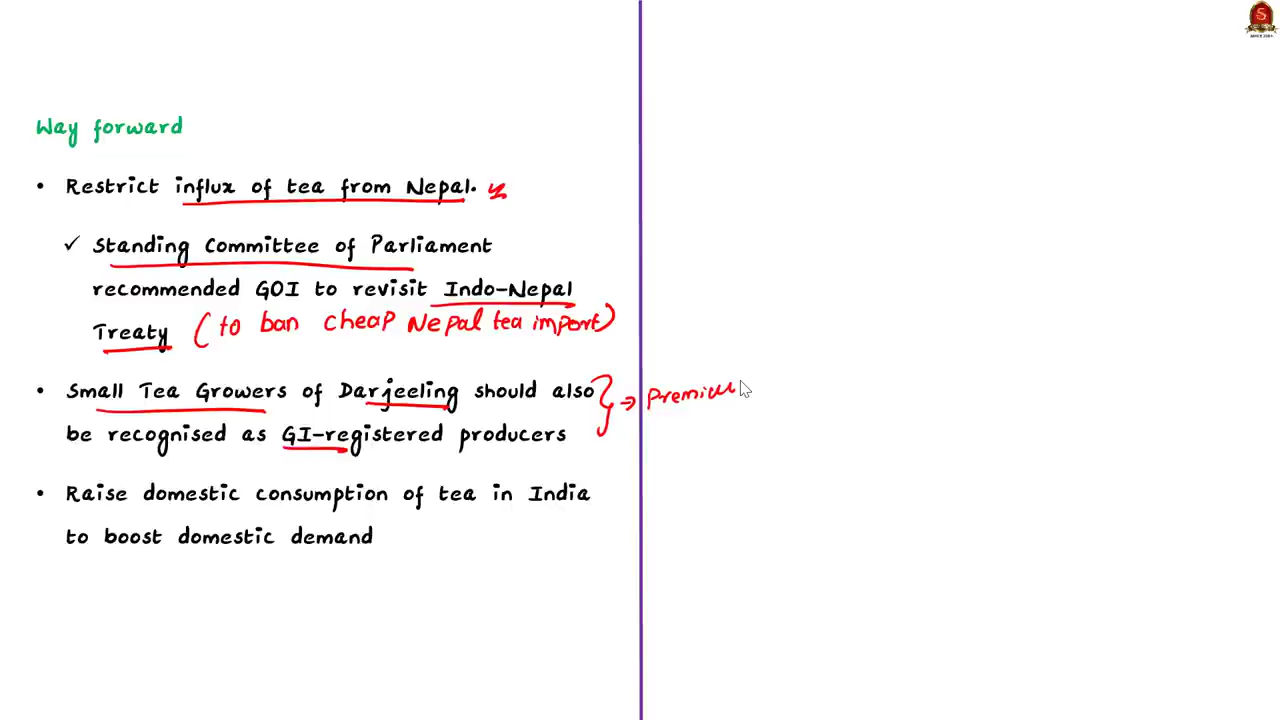 Way forward
• Restrict influx of tea from Nepal.
✓ Standing Committee of Parliament
recommended GOI to revisit Indo-Nepal
Treaty (to ban cheap Nepal tea import)
• Small Tea Growers of Darjeeling should also
be recognised as GI-registered producers
→ Premium
• Raise domestic consumption of tea in India
to boost domestic demand